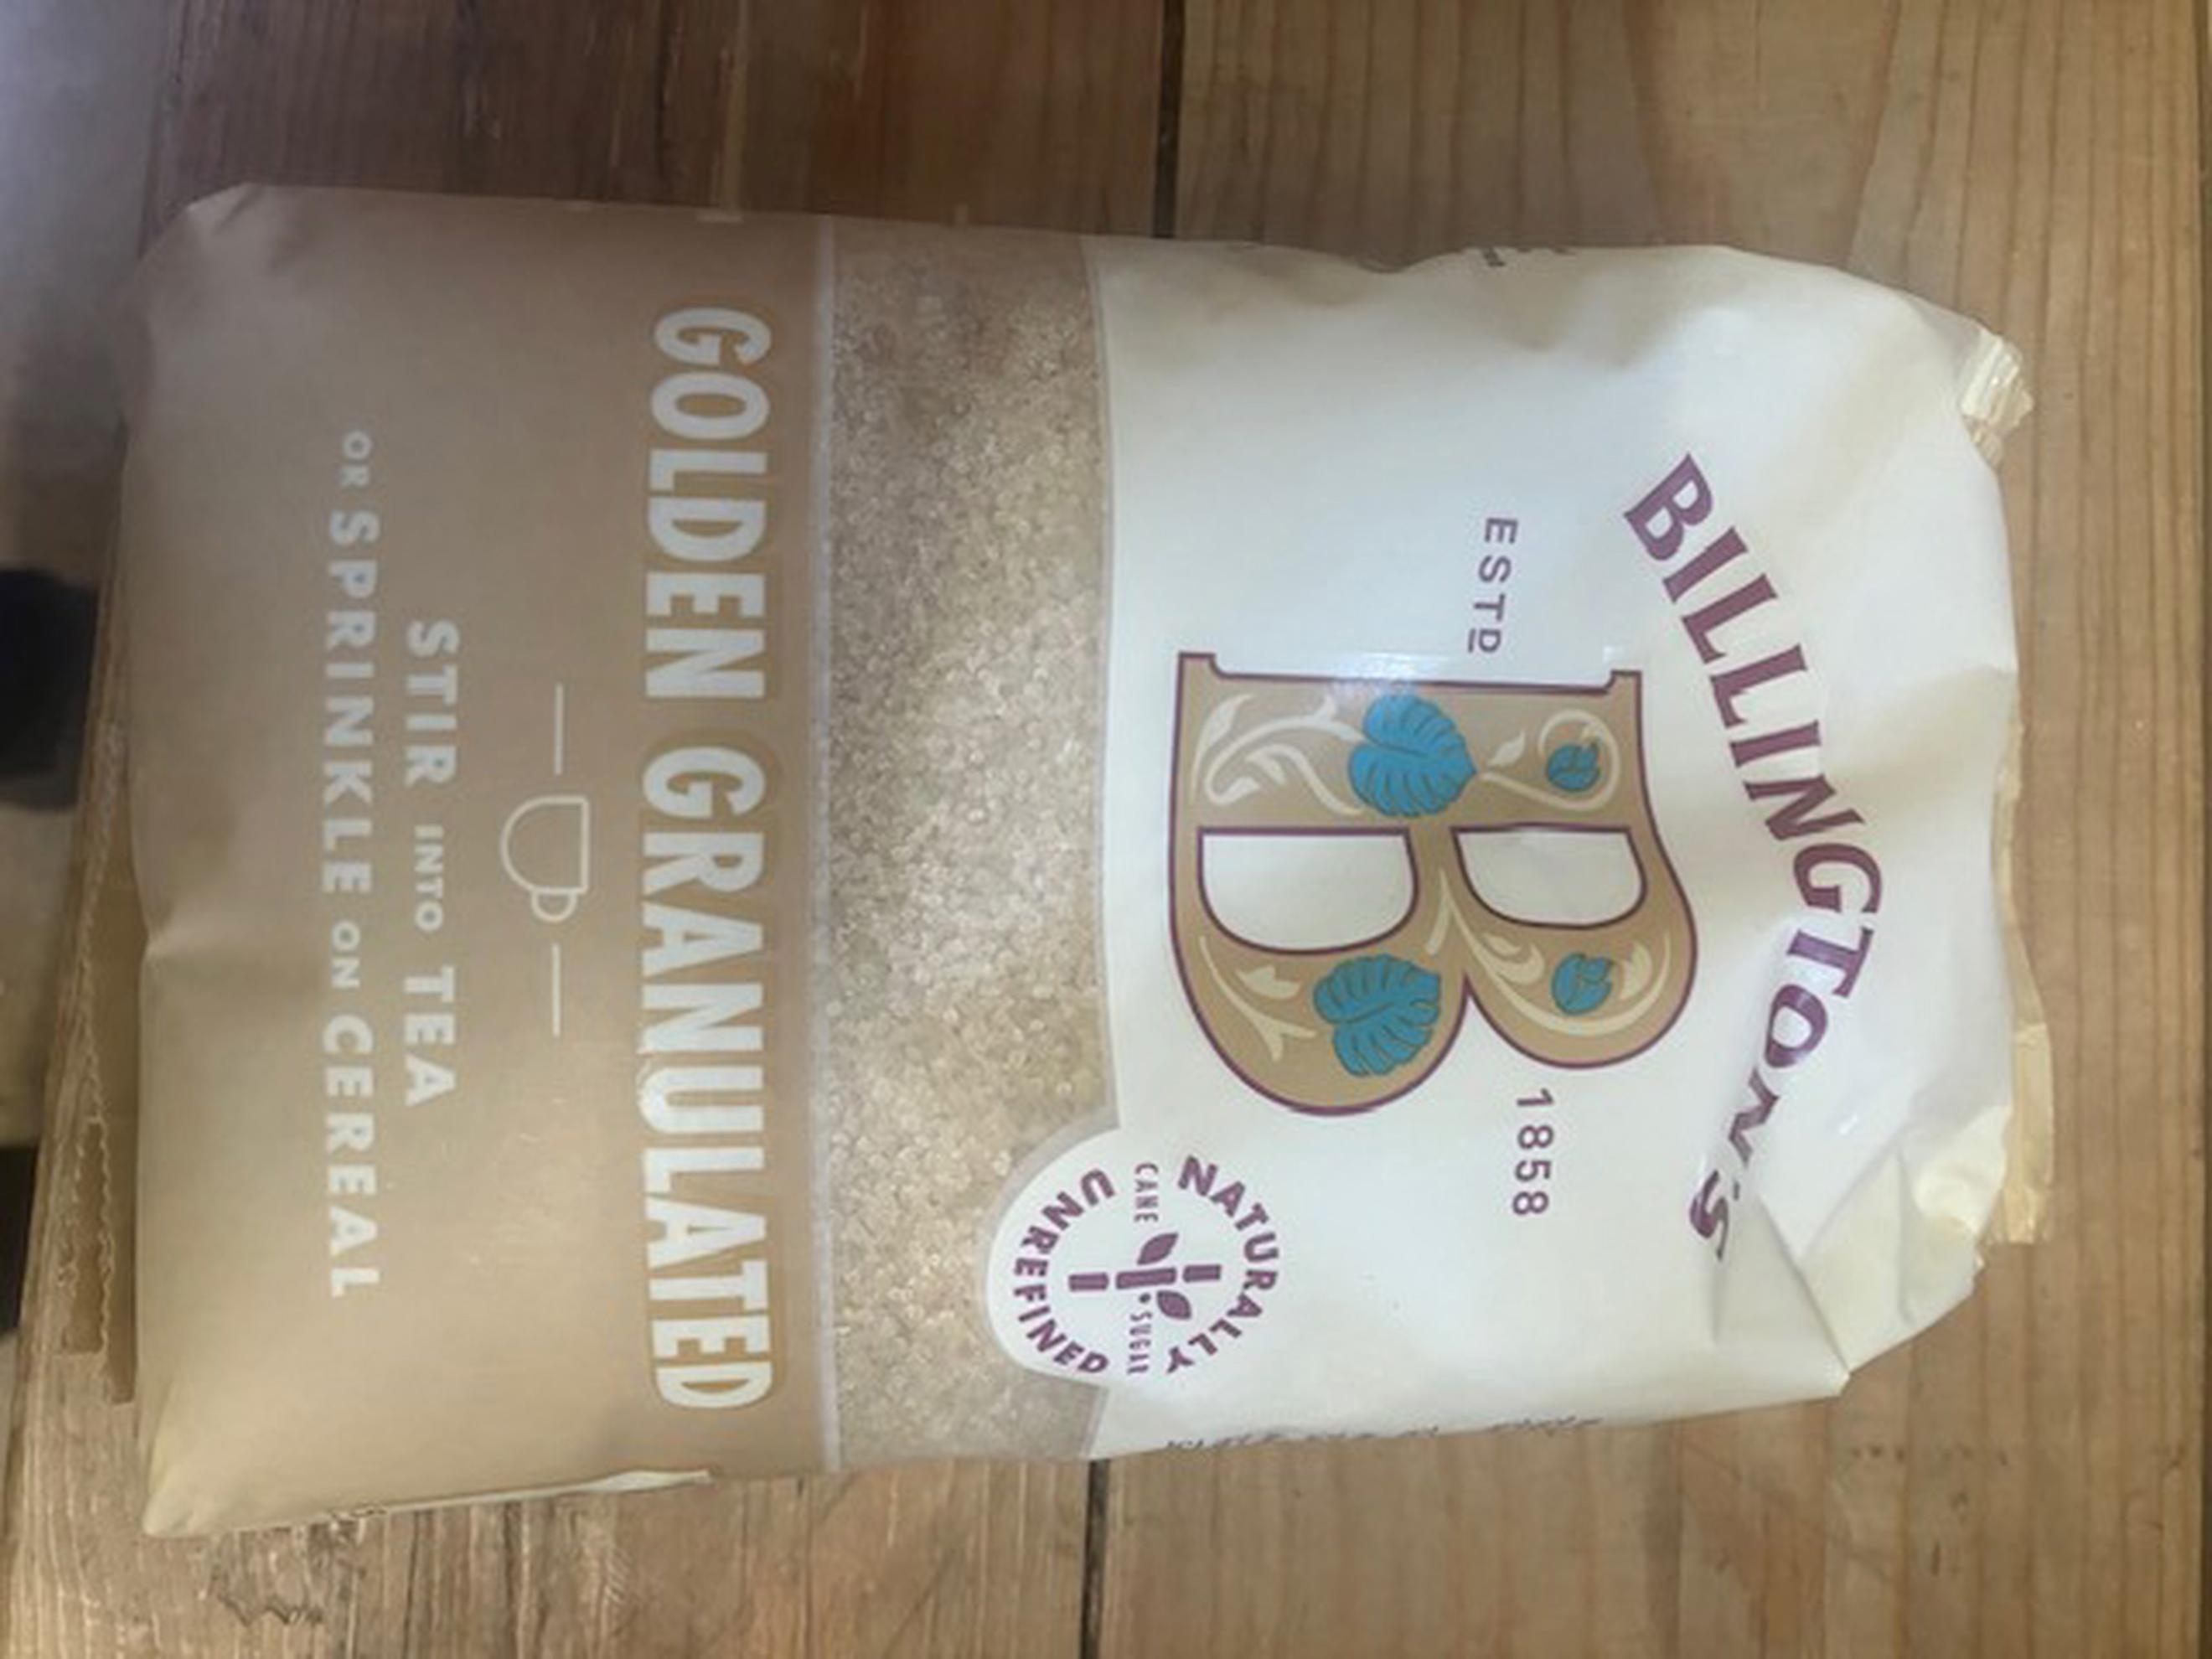 BILLINGTON'S
ESTD 1858
B
NATURALLY
CANE SUGAR
UNREFINED
GOLDEN GRANULATED
STIR INTO TEA
OR SPRINKLE ON CEREAL